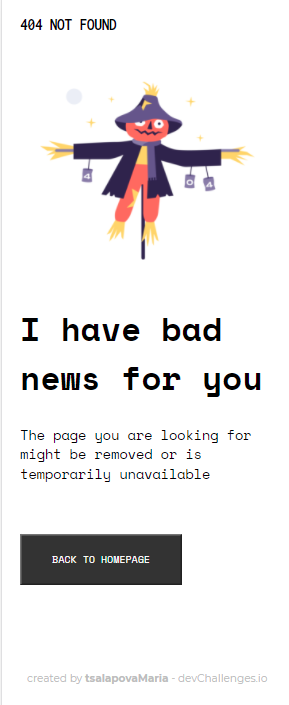 404 NOT FOUND
4
0
4
I have bad
news for you
The page you are looking for
might be removed or is
temporarily unavailable
BACK TO HOMEPAGE
created by tsalapovaMaria - devChallenges.io